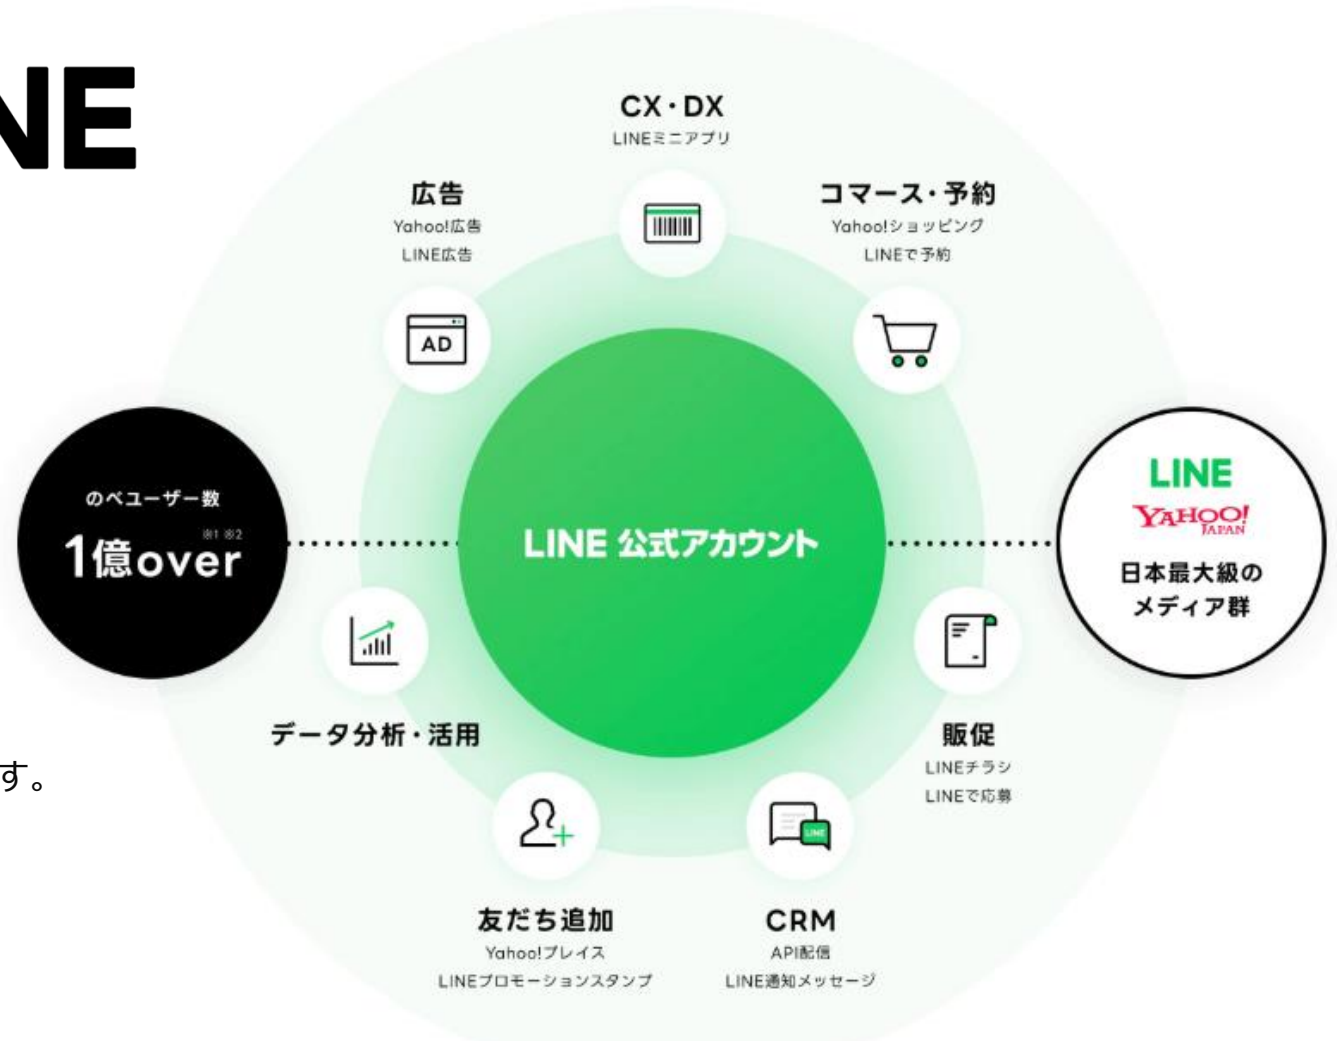 NE
CX・DX
LINEミニアプリ
広告
Yahoo!広告
LINE広告
コマース・予約
Yahoo!ショッピング
LINEで予約
AD
のべユーザー数
1億over ※1 ※2
LINE 公式アカウント
LINE
YAHOO!
JAPAN
日本最大級の
メディア群
データ分析・活用
販促
LINEチラシ
LINEで応募
す。
LINE
友だち追加
Yahoo!プレイス
LINEプロモーションスタンプ
CRM
API配信
LINE通知メッセージ